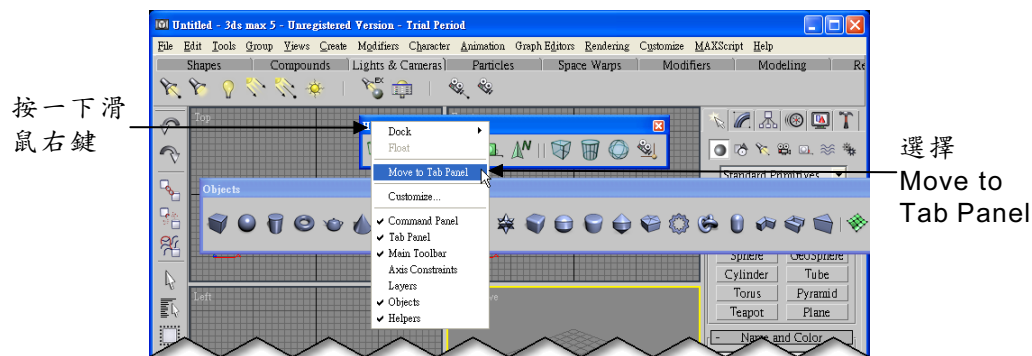 Untitled - 3ds max 5 - Unregistered Version - Trial Period
File Edit Tools Group Views Create Modifiers Character Animation Graph Editors Rendering Customize MAXScript Help
Shapes Compounds Lights & Cameras Particles Space Warps Modifiers Modeling Re
按一下滑
鼠右鍵
Top
Dock
Float
Move to Tab Panel
Customize...
Command Panel
Tab Panel
Main Toolbar
Axis Constraints
Layers
Objects
Helpers
Objects
選擇
Move to
Tab Panel
Standard Primitives
Sphere GeoSphere
Cylinder Tube
Torus Pyramid
Teapot Plane
Name and Color
Left